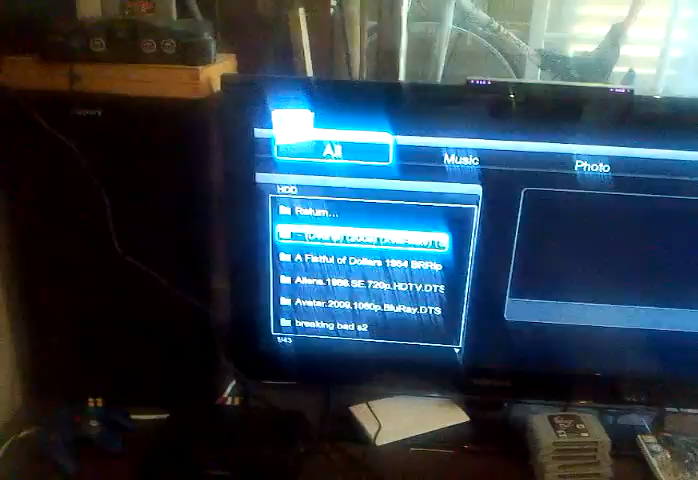 All
Music
Photo
HDD
Return...
A Fistful of Dollars 1964 BRRip
Aliens.1986.SE.720p.HDTV.DTS
Avatar.2009.1080p.BluRay.DTS
breaking bad s2
1/43